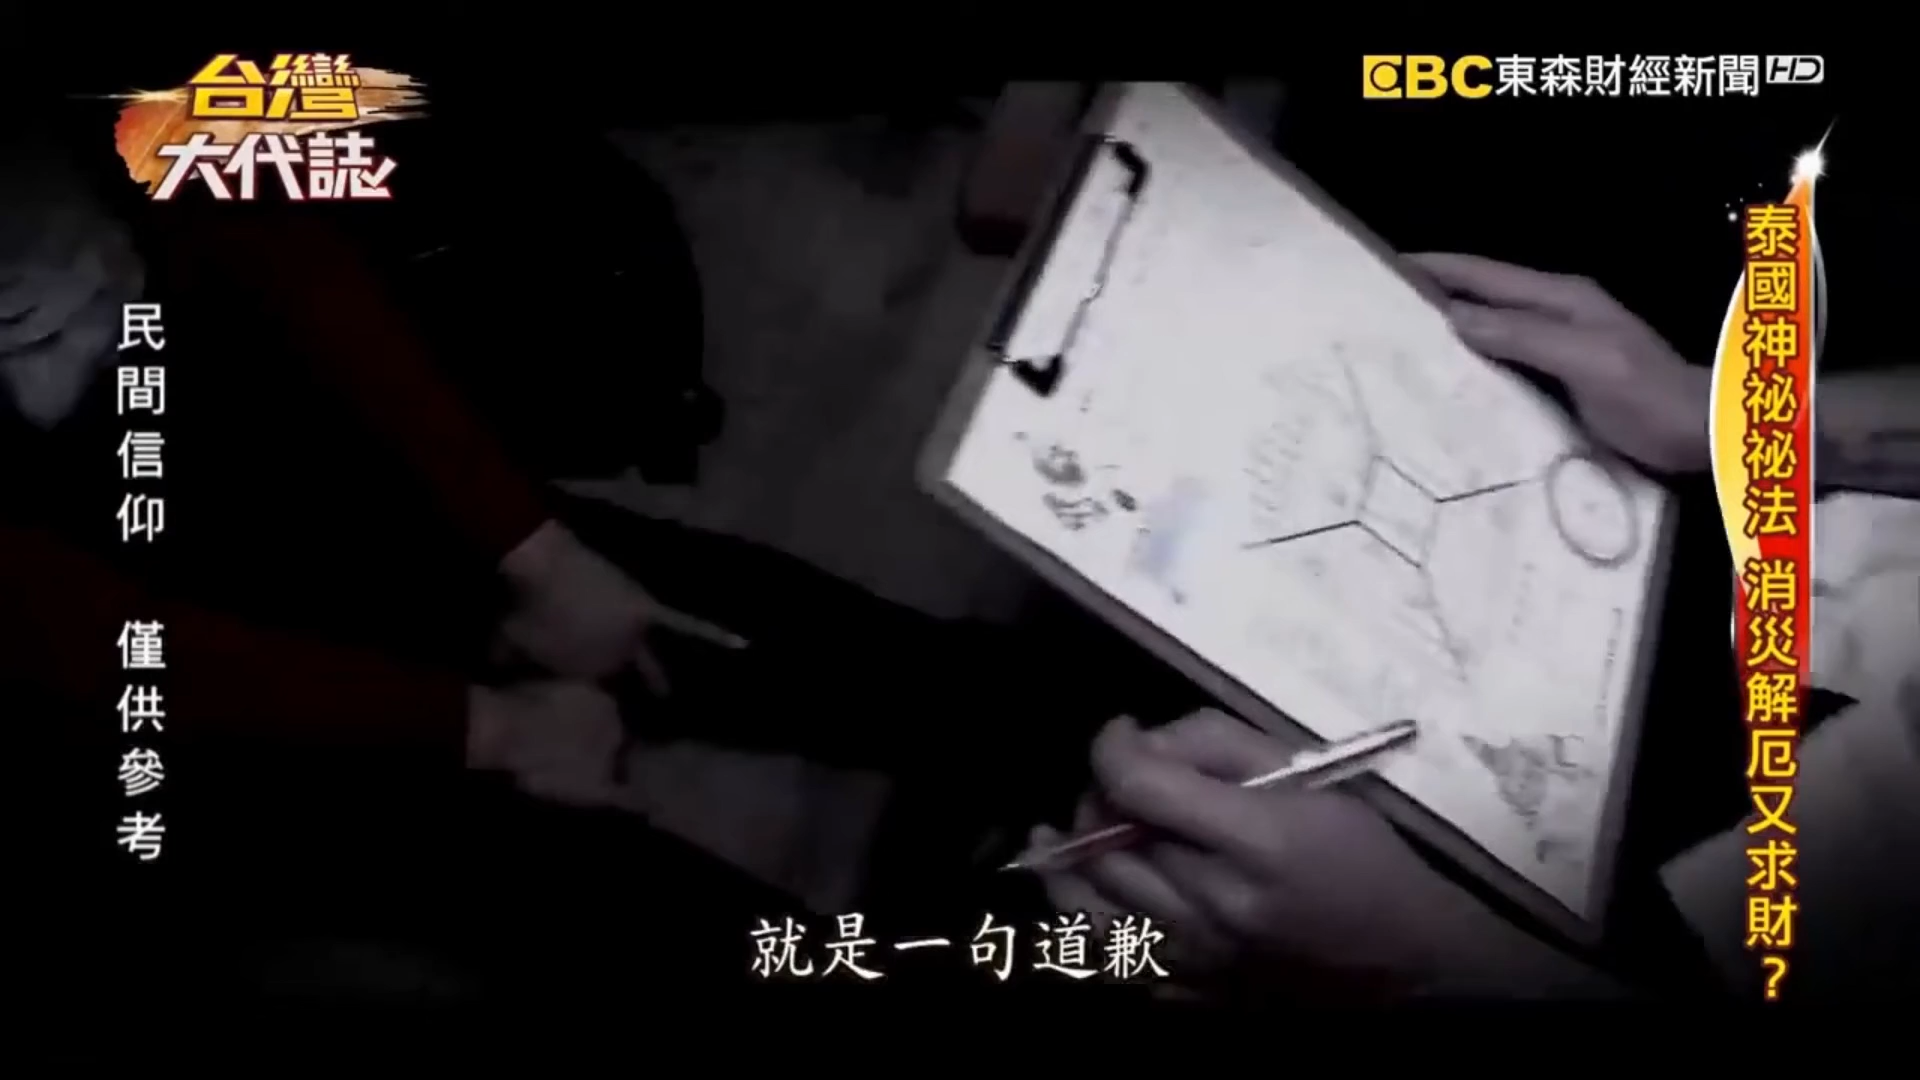 台灣
大代誌
EBC東森財經新聞HD
民間信仰 僅供參考
泰國神祕祕法 消災解厄又求財？
就是一句道歉